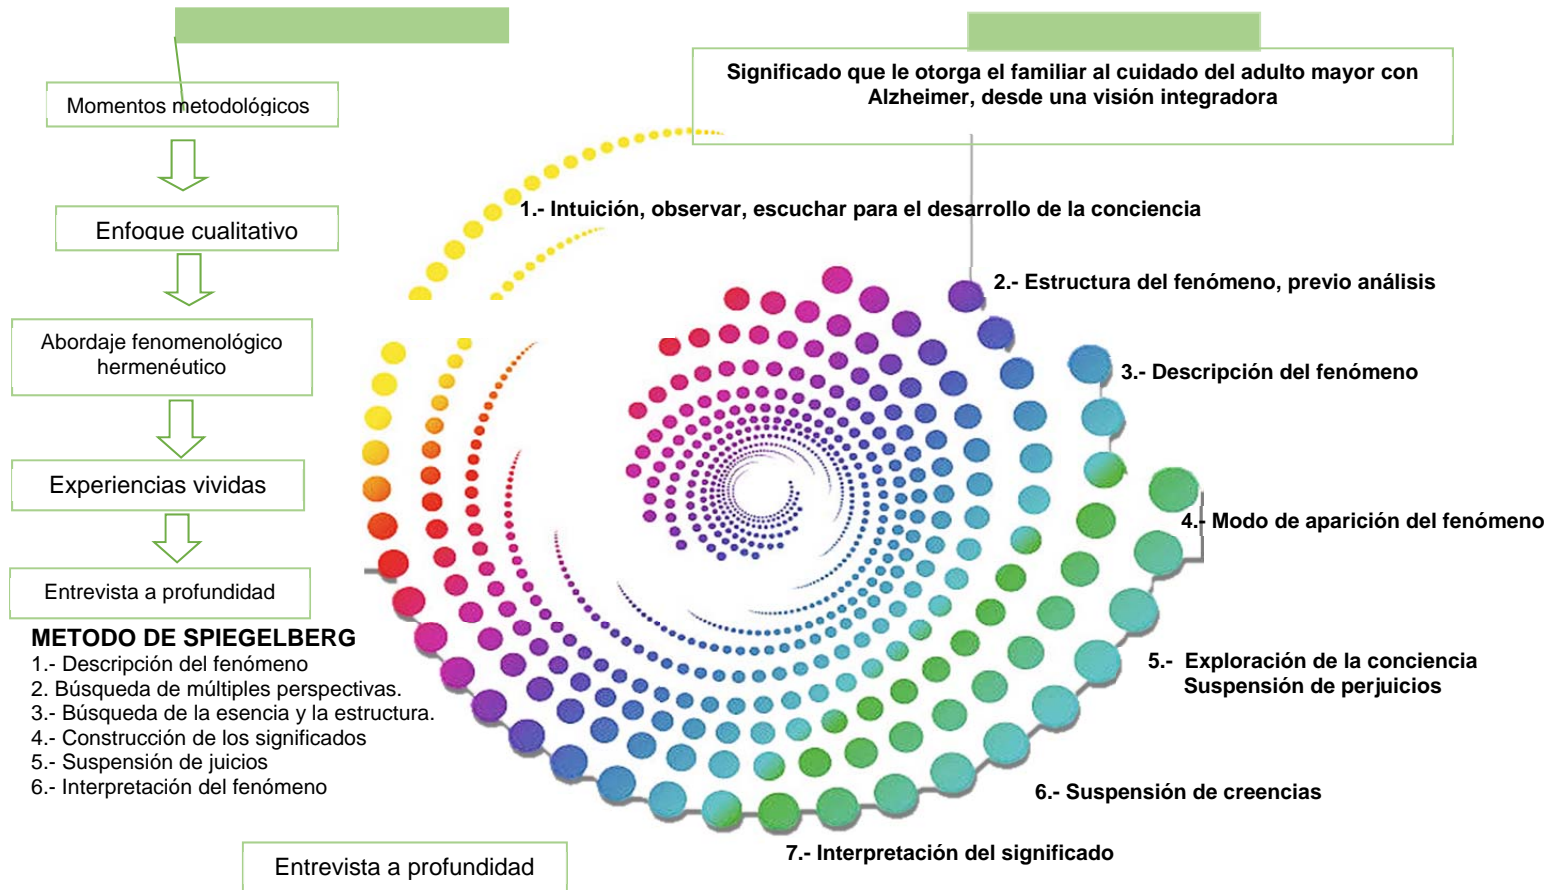 Momentos metodológicos
Enfoque cualitativo
Abordaje fenomenológico
hermenéutico
Experiencias vividas
Entrevista a profundidad
METODO DE SPIEGELBERG
1.- Descripción del fenómeno
2. Búsqueda de múltiples perspectivas.
3.- Búsqueda de la esencia y la estructura.
4.- Construcción de los significados
5.- Suspensión de juicios
6.- Interpretación del fenómeno
Entrevista a profundidad
Significado que le otorga el familiar al cuidado del adulto mayor con
Alzheimer, desde una visión integradora
1.- Intuición, observar, escuchar para el desarrollo de la conciencia
2.- Estructura del fenómeno, previo análisis
3.- Descripción del fenómeno
4.- Modo de aparición del fenómeno
5.- Exploración de la conciencia
Suspensión de perjuicios
6.- Suspensión de creencias
7.- Interpretación del significado